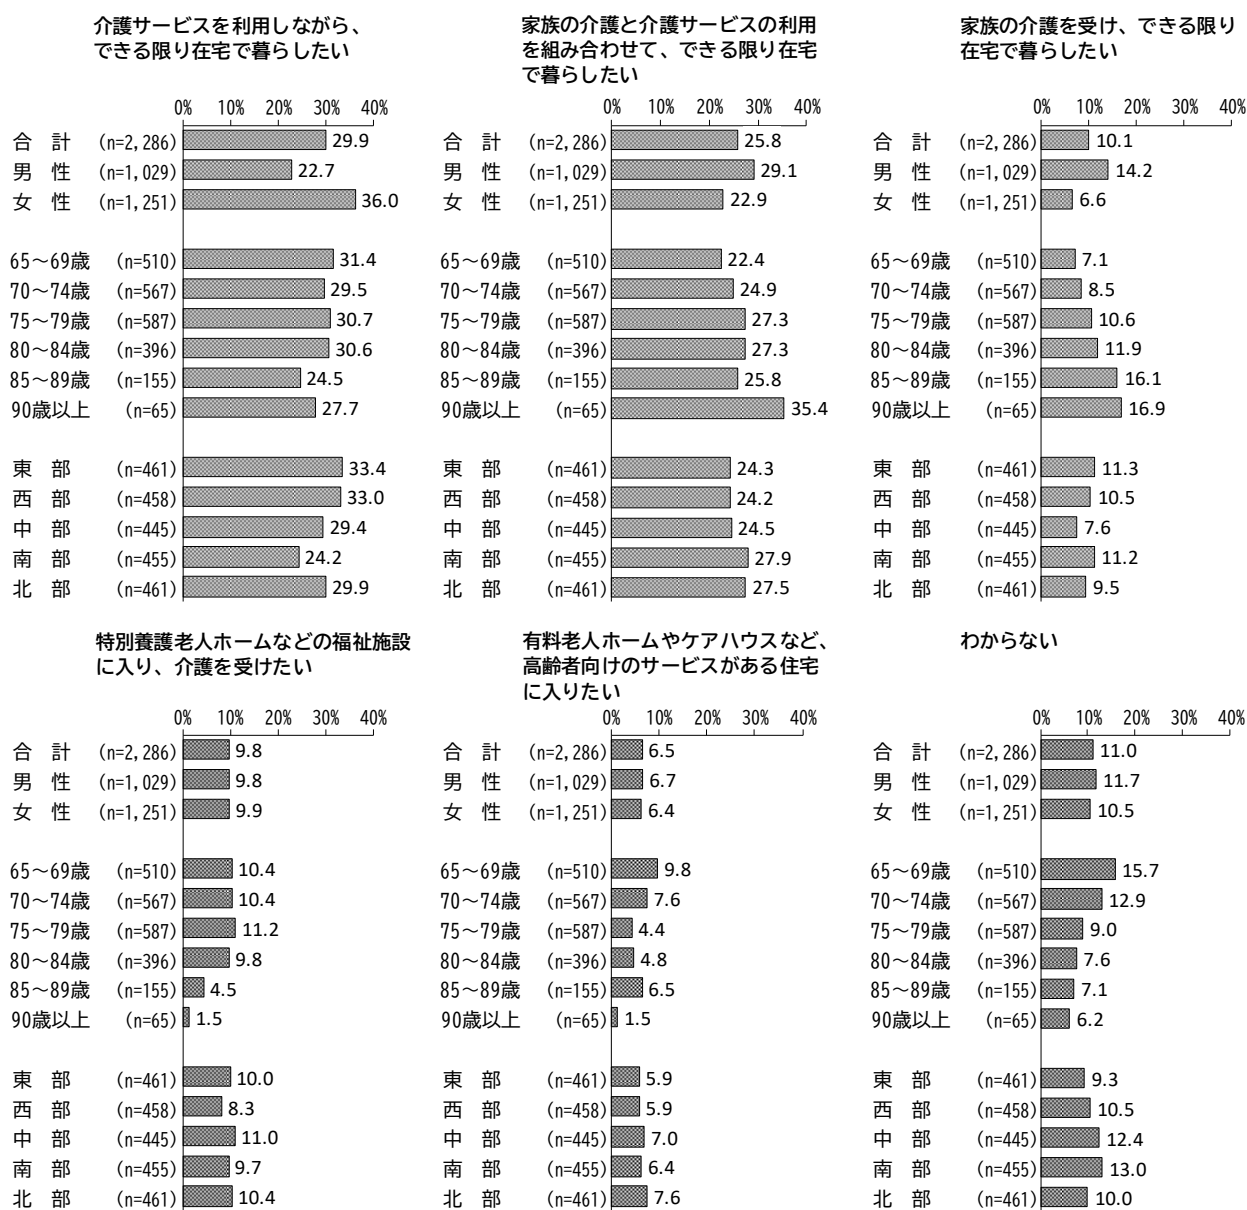 介護サービスを利用しながら、
できる限り在宅で暮らしたい
0% 10% 20% 30% 40%
合 計 (n=2,286) 29.9
男 性 (n=1,029) 22.7
女 性 (n=1,251) 36.0
65～69歳 (n=510) 31.4
70～74歳 (n=567) 29.5
75～79歳 (n=587) 30.7
80～84歳 (n=396) 30.6
85～89歳 (n=155) 24.5
90歳以上 (n=65) 27.7
東 部 (n=461) 33.4
西 部 (n=458) 33.0
中 部 (n=445) 29.4
南 部 (n=455) 24.2
北 部 (n=461) 29.9
家族の介護と介護サービスの利用
を組み合わせて、できる限り在宅
で暮らしたい
0% 10% 20% 30% 40%
合 計 (n=2,286) 25.8
男 性 (n=1,029) 29.1
女 性 (n=1,251) 22.9
65～69歳 (n=510) 22.4
70～74歳 (n=567) 24.9
75～79歳 (n=587) 27.3
80～84歳 (n=396) 27.3
85～89歳 (n=155) 25.8
90歳以上 (n=65) 35.4
東 部 (n=461) 24.3
西 部 (n=458) 24.2
中 部 (n=445) 24.5
南 部 (n=455) 27.9
北 部 (n=461) 27.5
家族の介護を受け、できる限り
在宅で暮らしたい
0% 10% 20% 30% 40%
合 計 (n=2,286) 10.1
男 性 (n=1,029) 14.2
女 性 (n=1,251) 6.6
65～69歳 (n=510) 7.1
70～74歳 (n=567) 8.5
75～79歳 (n=587) 10.6
80～84歳 (n=396) 11.9
85～89歳 (n=155) 16.1
90歳以上 (n=65) 16.9
東 部 (n=461) 11.3
西 部 (n=458) 10.5
中 部 (n=445) 7.6
南 部 (n=455) 11.2
北 部 (n=461) 9.5
特別養護老人ホームなどの福祉施設
に入り、介護を受けたい
0% 10% 20% 30% 40%
合 計 (n=2,286) 9.8
男 性 (n=1,029) 9.8
女 性 (n=1,251) 9.9
65～69歳 (n=510) 10.4
70～74歳 (n=567) 10.4
75～79歳 (n=587) 11.2
80～84歳 (n=396) 9.8
85～89歳 (n=155) 4.5
90歳以上 (n=65) 1.5
東 部 (n=461) 10.0
西 部 (n=458) 8.3
中 部 (n=445) 11.0
南 部 (n=455) 9.7
北 部 (n=461) 10.4
有料老人ホームやケアハウスなど、
高齢者向けのサービスがある住宅
に入りたい
0% 10% 20% 30% 40%
合 計 (n=2,286) 6.5
男 性 (n=1,029) 6.7
女 性 (n=1,251) 6.4
65～69歳 (n=510) 9.8
70～74歳 (n=567) 7.6
75～79歳 (n=587) 4.4
80～84歳 (n=396) 4.8
85～89歳 (n=155) 6.5
90歳以上 (n=65) 1.5
東 部 (n=461) 5.9
西 部 (n=458) 5.9
中 部 (n=445) 7.0
南 部 (n=455) 6.4
北 部 (n=461) 7.6
わからない
0% 10% 20% 30% 40%
合 計 (n=2,286) 11.0
男 性 (n=1,029) 11.7
女 性 (n=1,251) 10.5
65～69歳 (n=510) 15.7
70～74歳 (n=567) 12.9
75～79歳 (n=587) 9.0
80～84歳 (n=396) 7.6
85～89歳 (n=155) 7.1
90歳以上 (n=65) 6.2
東 部 (n=461) 9.3
西 部 (n=458) 10.5
中 部 (n=445) 12.4
南 部 (n=455) 13.0
北 部 (n=461) 10.0